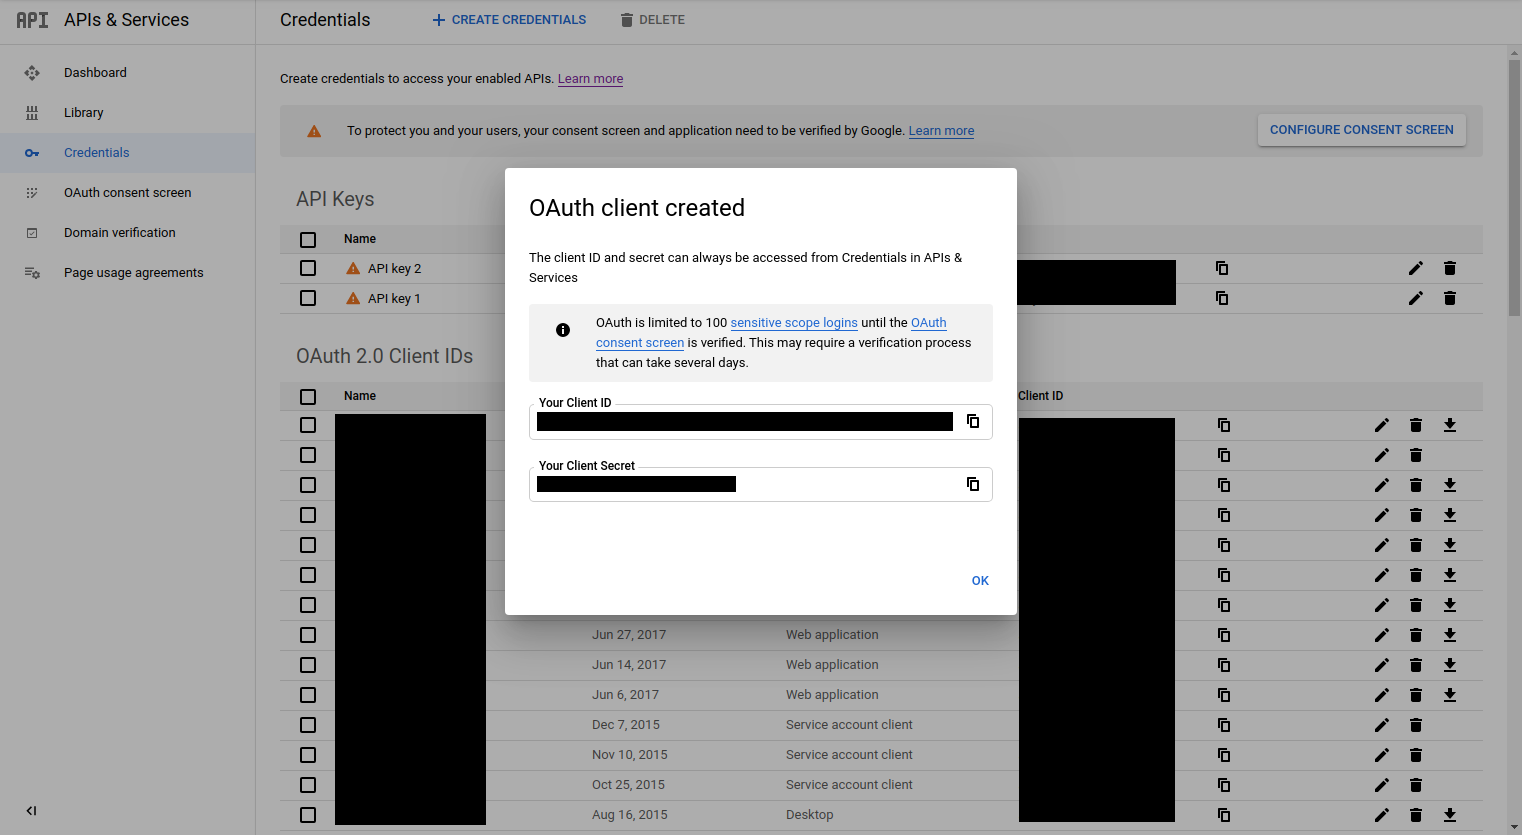 API APIs & Services
Credentials
CREATE CREDENTIALS
DELETE
Dashboard
Library
Credentials
OAuth consent screen
Domain verification
Page usage agreements
Create credentials to access your enabled APIs. Learn more
To protect you and your users, your consent screen and application need to be verified by Google. Learn more
CONFIGURE CONSENT SCREEN
API Keys
Name
API key 2
API key 1
OAuth 2.0 Client IDs
Name
Client ID
OAuth client created
The client ID and secret can always be accessed from Credentials in APIs &
Services
OAuth is limited to 100 sensitive scope logins until the OAuth
consent screen is verified. This may require a verification process
that can take several days.
Your Client ID
Your Client Secret
OK
Jun 27, 2017 Web application
Jun 14, 2017 Web application
Jun 6, 2017 Web application
Dec 7, 2015 Service account client
Nov 10, 2015 Service account client
Oct 25, 2015 Service account client
Aug 16, 2015 Desktop